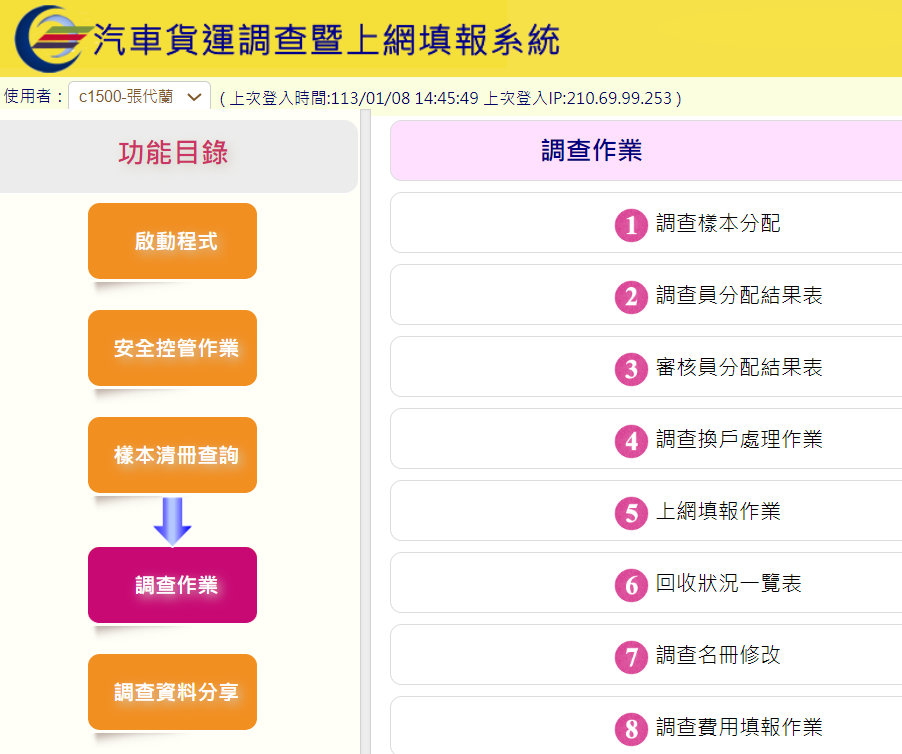 汽車貨運調查暨上網填報系統
使用者： c1500-張代蘭 ( 上次登入時間:113/01/08 14:45:49 上次登入IP:210.69.99.253 )
功能目錄
啟動程式
安全控管作業
樣本清冊查詢
調查作業
調查資料分享
調查作業
1 調查樣本分配
2 調查員分配結果表
3 審核員分配結果表
4 調查換戶處理作業
5 上網填報作業
6 回收狀況一覽表
7 調查名冊修改
8 調查費用填報作業